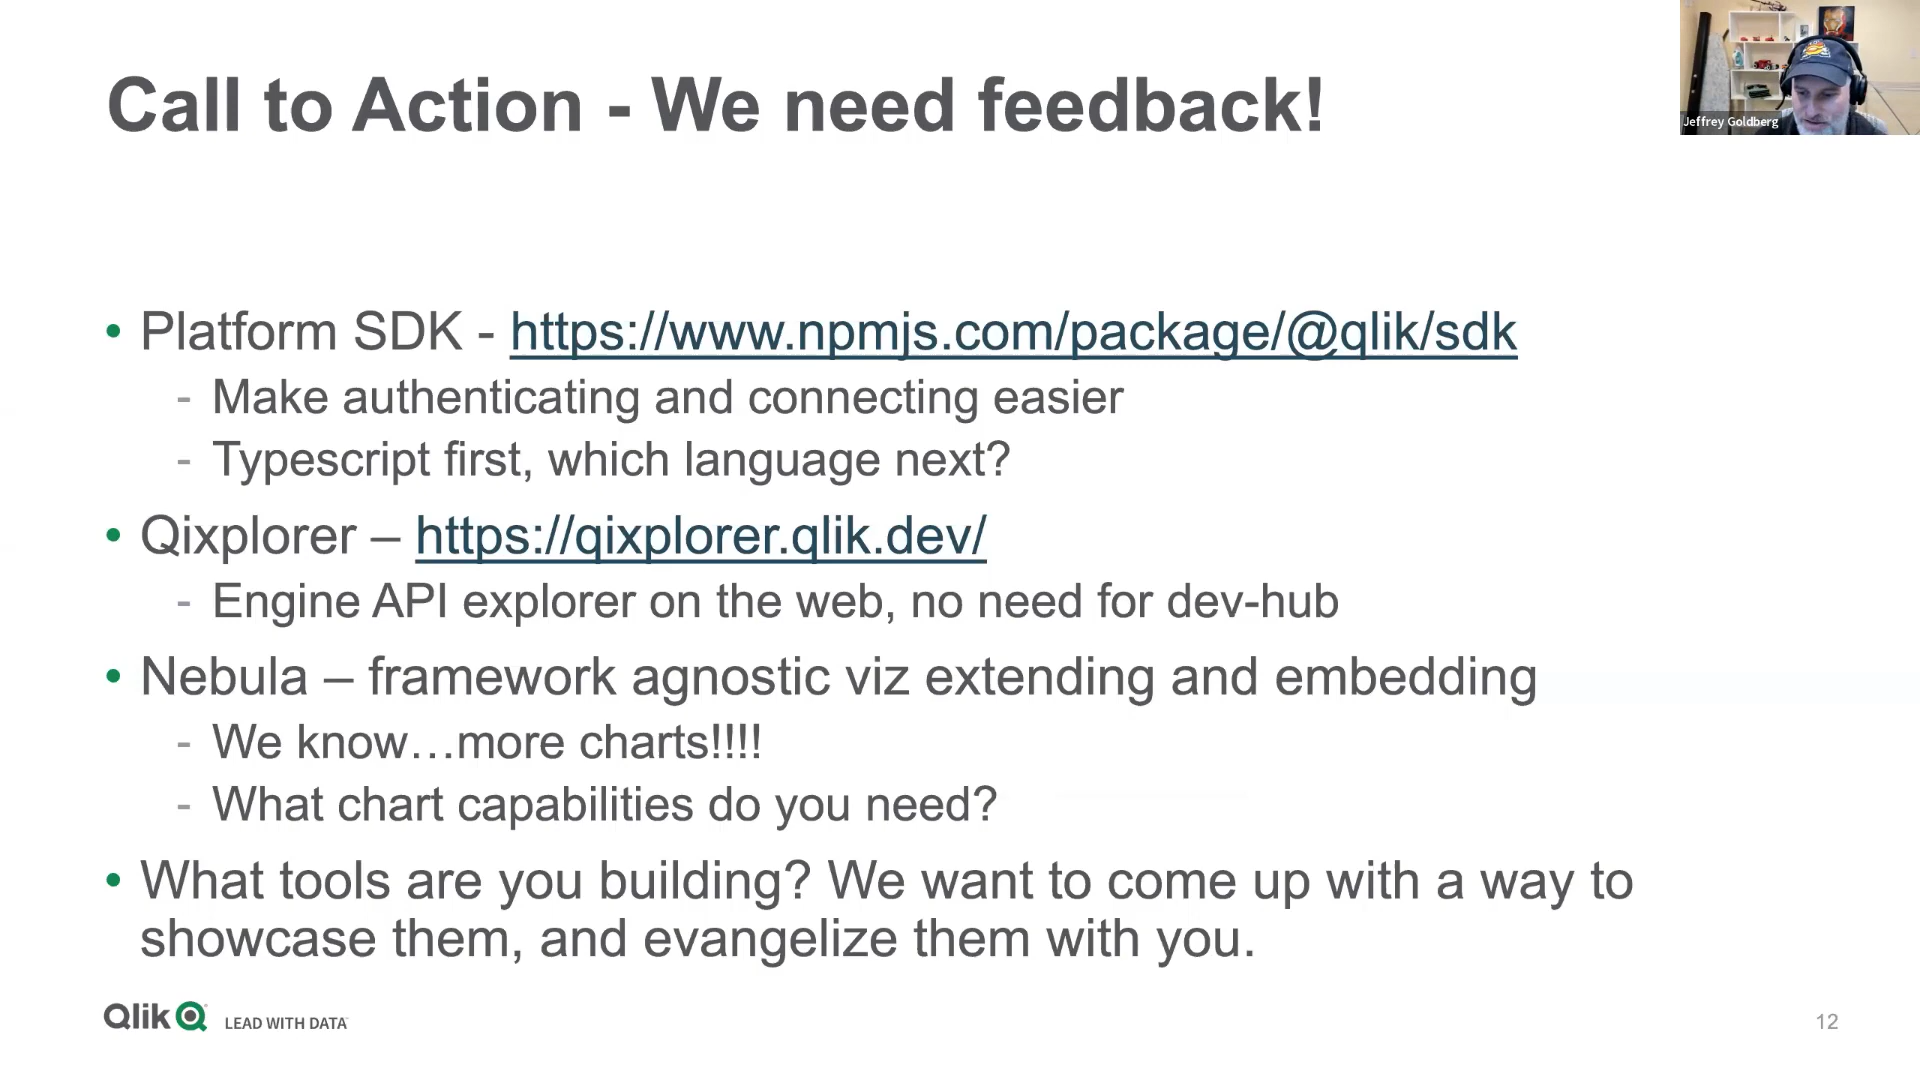 Call to Action - We need feedback!
Jeffrey Goldberg
• Platform SDK - https://www.npmjs.com/package/@qlik/sdk
- Make authenticating and connecting easier
- Typescript first, which language next?
• Qixplorer – https://qixplorer.qlik.dev/
- Engine API explorer on the web, no need for dev-hub
• Nebula – framework agnostic viz extending and embedding
- We know…more charts!!!!
- What chart capabilities do you need?
• What tools are you building? We want to come up with a way to
showcase them, and evangelize them with you.
Qlik LEAD WITH DATA
12